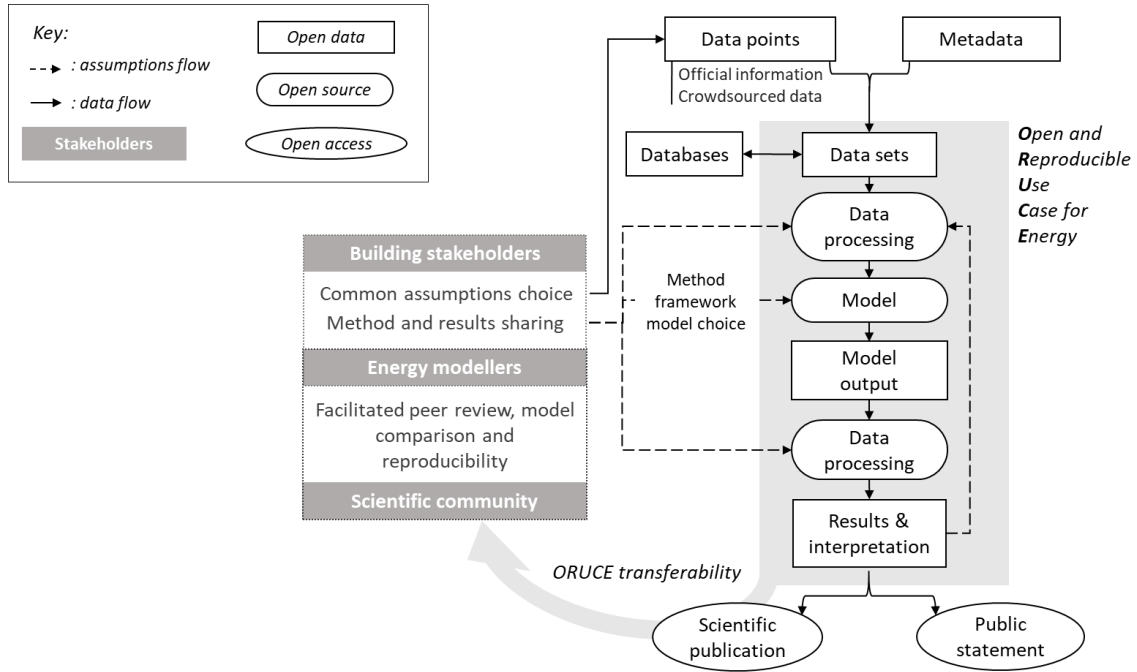 Key:
: assumptions flow
: data flow
Stakeholders
Open data
Open source
Open access
Data points
Metadata
Official information
Crowdsourced data
Databases
Data sets
Open and
Reproducible
Use
Case for
Energy
Data
processing
Building stakeholders
Common assumptions choice
Method and results sharing
Energy modellers
Facilitated peer review, model
comparison and
reproducibility
Scientific community
Method
framework
model choice
Model
Model
output
Data
processing
Results &
interpretation
ORUCE transferability
Scientific
publication
Public
statement